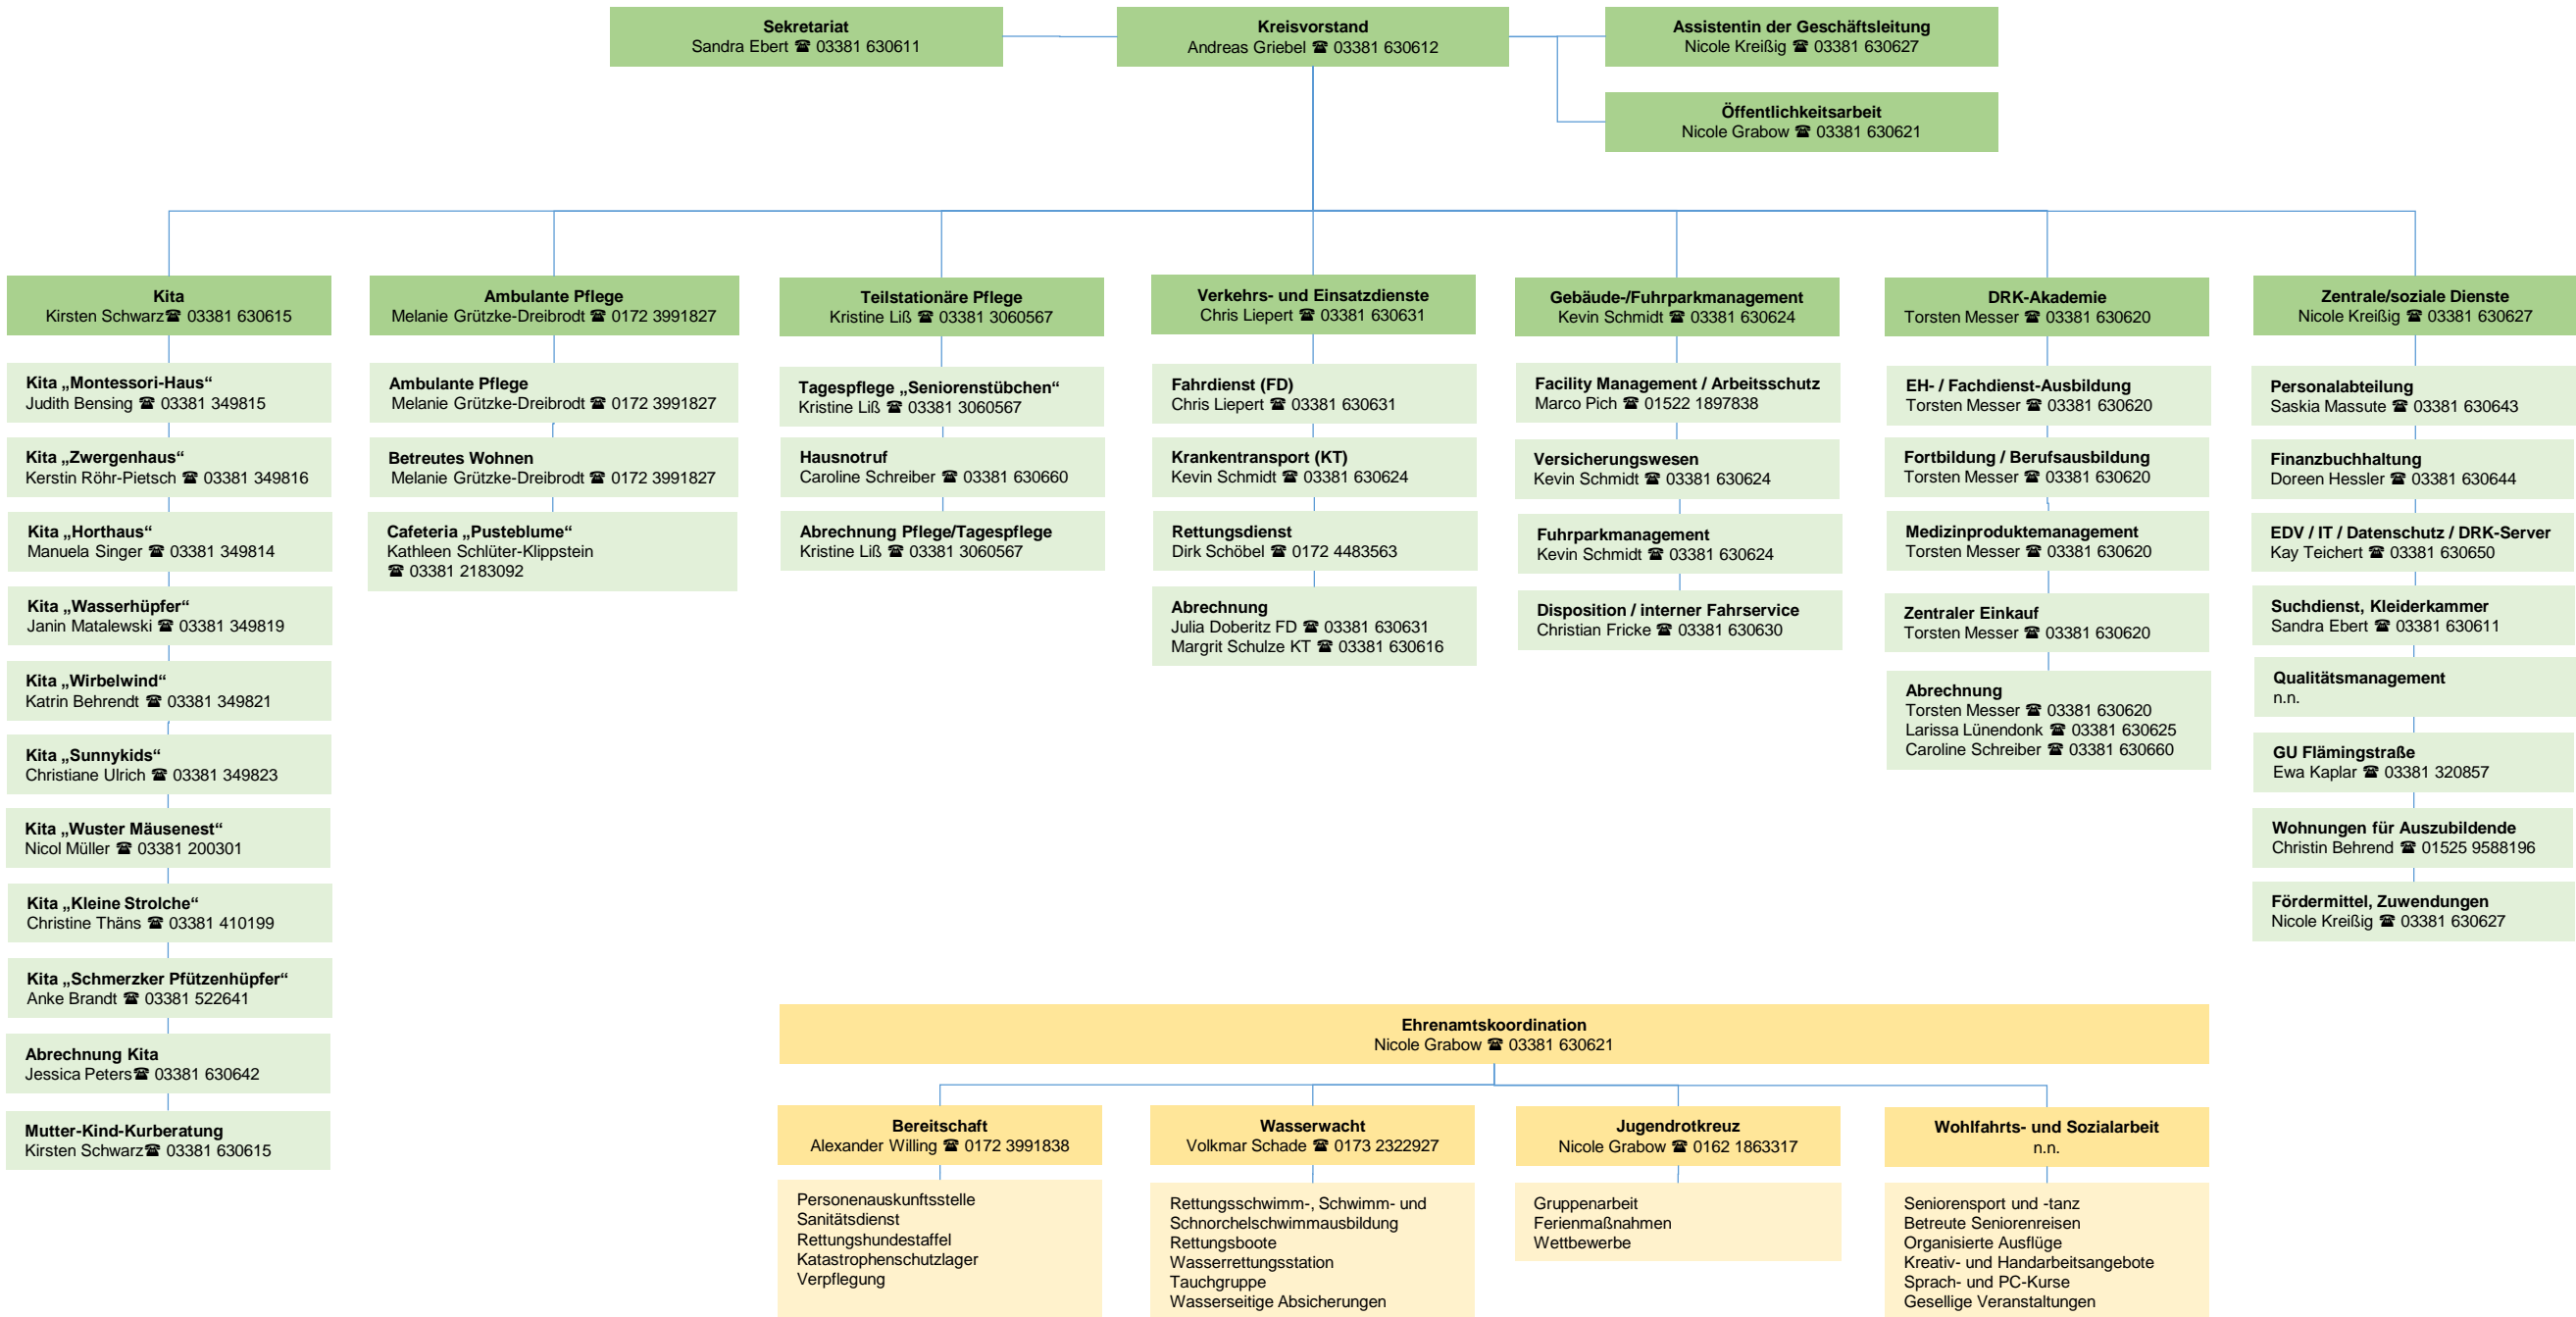 Sekretariat
Sandra Ebert ☎ 03381 630611
Kreisvorstand
Andreas Griebel ☎ 03381 630612
Assistentin der Geschäftsleitung
Nicole Kreißig ☎ 03381 630627
Öffentlichkeitsarbeit
Nicole Grabow ☎ 03381 630621
Kita
Kirsten Schwarz☎ 03381 630615
Kita „Montessori-Haus“
Judith Bensing ☎ 03381 349815
Kita „Zwergenhaus“
Kerstin Röhr-Pietsch ☎ 03381 349816
Kita „Horthaus“
Manuela Singer ☎ 03381 349814
Kita „Wasserhüpfer“
Janin Matalewski ☎ 03381 349819
Kita „Wirbelwind“
Katrin Behrendt ☎ 03381 349821
Kita „Sunnykids“
Christiane Ulrich ☎ 03381 349823
Kita „Wuster Mäusenest“
Nicol Müller ☎ 03381 200301
Kita „Kleine Strolche“
Christine Thäns ☎ 03381 410199
Kita „Schmerzker Pfützenhüpfer“
Anke Brandt ☎ 03381 522641
Abrechnung Kita
Jessica Peters☎ 03381 630642
Mutter-Kind-Kurberatung
Kirsten Schwarz☎ 03381 630615
Ambulante Pflege
Melanie Grützke-Dreibrodt ☎ 0172 3991827
Ambulante Pflege
Melanie Grützke-Dreibrodt ☎ 0172 3991827
Betreutes Wohnen
Melanie Grützke-Dreibrodt ☎ 0172 3991827
Cafeteria „Pusteblume“
Kathleen Schlüter-Klippstein
☎ 03381 2183092
Teilstationäre Pflege
Kristine Liß ☎ 03381 3060567
Tagespflege „Seniorenstübchen“
Kristine Liß ☎ 03381 3060567
Hausnotruf
Caroline Schreiber ☎ 03381 630660
Abrechnung Pflege/Tagespflege
Kristine Liß ☎ 03381 3060567
Verkehrs- und Einsatzdienste
Chris Liepert ☎ 03381 630631
Fahrdienst (FD)
Chris Liepert ☎ 03381 630631
Krankentransport (KT)
Kevin Schmidt ☎ 03381 630624
Rettungsdienst
Dirk Schöbel ☎ 0172 4483563
Abrechnung
Julia Doberitz FD ☎ 03381 630631
Margrit Schulze KT ☎ 03381 630616
Gebäude-/Fuhrparkmanagement
Kevin Schmidt ☎ 03381 630624
Facility Management / Arbeitsschutz
Marco Pich ☎ 01522 1897838
Versicherungswesen
Kevin Schmidt ☎ 03381 630624
Fuhrparkmanagement
Kevin Schmidt ☎ 03381 630624
Disposition / interner Fahrservice
Christian Fricke ☎ 03381 630630
DRK-Akademie
Torsten Messer ☎ 03381 630620
EH- / Fachdienst-Ausbildung
Torsten Messer ☎ 03381 630620
Fortbildung / Berufsausbildung
Torsten Messer ☎ 03381 630620
Medizinproduktemanagement
Torsten Messer ☎ 03381 630620
Zentraler Einkauf
Torsten Messer ☎ 03381 630620
Abrechnung
Torsten Messer ☎ 03381 630620
Larissa Lünendonk ☎ 03381 630625
Caroline Schreiber ☎ 03381 630660
Zentrale/soziale Dienste
Nicole Kreißig ☎ 03381 630627
Personalabteilung
Saskia Massute ☎ 03381 630643
Finanzbuchhaltung
Doreen Hessler ☎ 03381 630644
EDV / IT / Datenschutz / DRK-Server
Kay Teichert ☎ 03381 630650
Suchdienst, Kleiderkammer
Sandra Ebert ☎ 03381 630611
Qualitätsmanagement
n.n.
GU Flämingstraße
Ewa Kaplar ☎ 03381 320857
Wohnungen für Auszubildende
Christin Behrend ☎ 01525 9588196
Fördermittel, Zuwendungen
Nicole Kreißig ☎ 03381 630627
Ehrenamtskoordination
Nicole Grabow ☎ 03381 630621
Bereitschaft
Alexander Willing ☎ 0172 3991838
Personenauskunftsstelle
Sanitätsdienst
Rettungshundestaffel
Katastrophenschutzlager
Verpflegung
Wasserwacht
Volkmar Schade ☎ 0173 2322927
Rettungsschwimm-, Schwimm- und
Schnorchelschwimmausbildung
Rettungsboote
Wasserrettungsstation
Tauchgruppe
Wasserseitige Absicherungen
Jugendrotkreuz
Nicole Grabow ☎ 0162 1863317
Gruppenarbeit
Ferienmaßnahmen
Wettbewerbe
Wohlfahrts- und Sozialarbeit
n.n.
Seniorensport und -tanz
Betreute Seniorenreisen
Organisierte Ausflüge
Kreativ- und Handarbeitsangebote
Sprach- und PC-Kurse
Gesellige Veranstaltungen